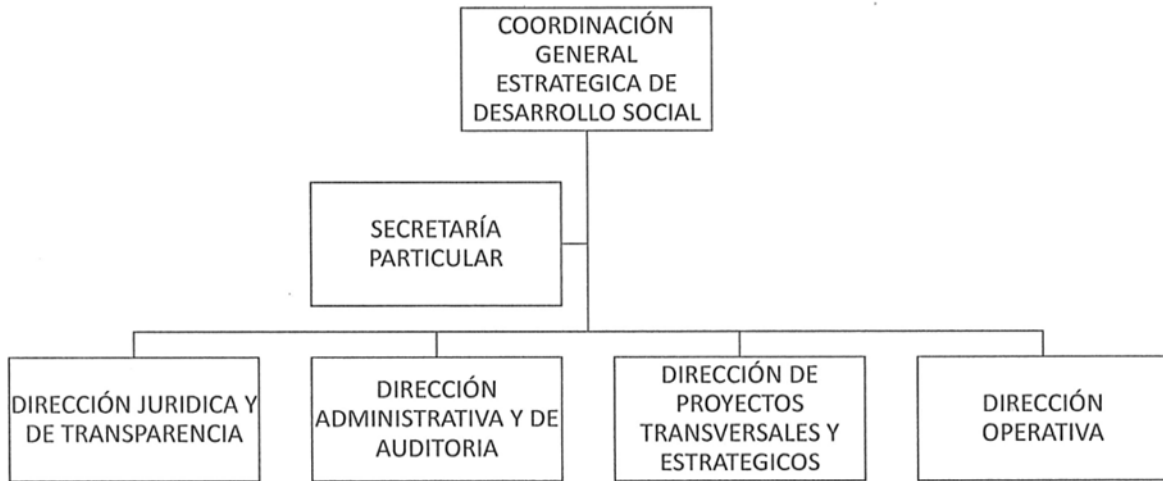 COORDINACIÓN
GENERAL
ESTRATEGICA DE
DESARROLLO SOCIAL
SECRETARÍA
PARTICULAR
DIRECCIÓN JURIDICA Y
DE TRANSPARENCIA
DIRECCIÓN
ADMINISTRATIVA Y DE
AUDITORIA
DIRECCIÓN DE
PROYECTOS
TRANSVERSALES Y
ESTRATEGICOS
DIRECCIÓN
OPERATIVA